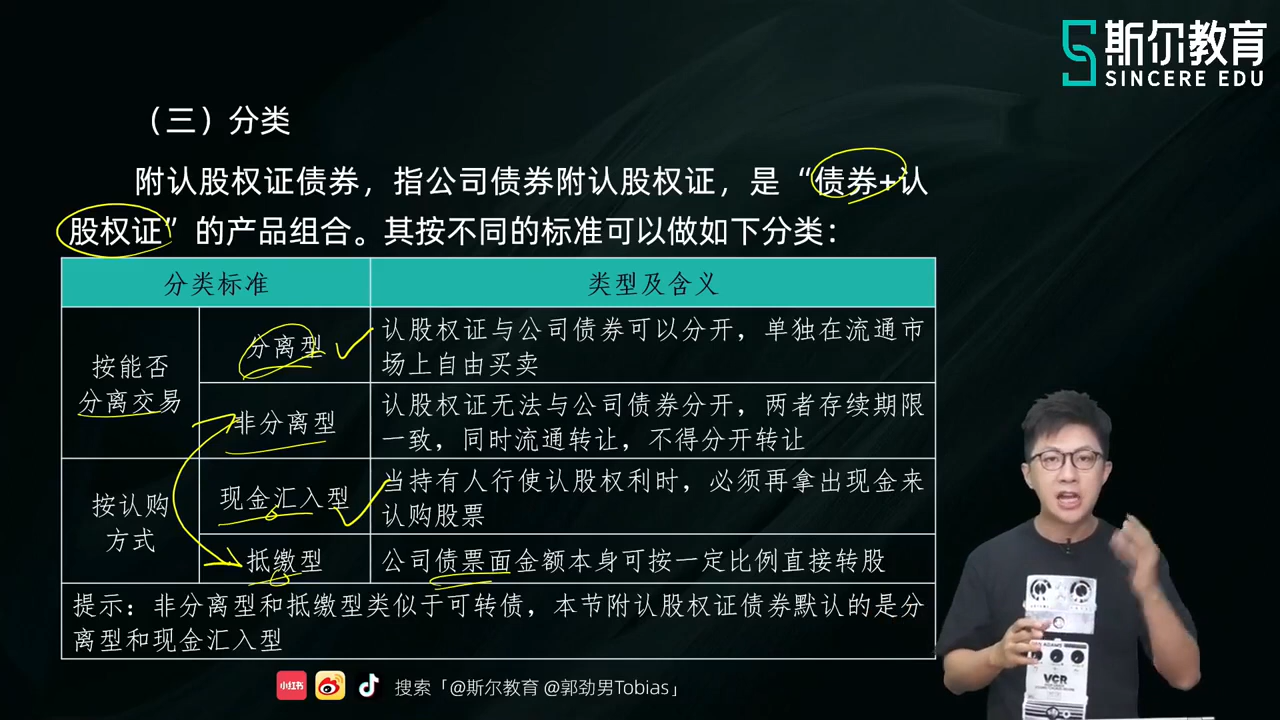 斯尔教育
SINCERE EDU
（三）分类
附认股权证债券，指公司债券附认股权证，是“债券+认
股权证”的产品组合。其按不同的标准可以做如下分类：
分类标准
类型及含义
按能否
分离交易
分离型
认股权证与公司债券可以分开，单独在流通市
场上自由买卖
非分离型
认股权证无法与公司债券分开，两者存续期限
一致，同时流通转让，不得分开转让
按认购
方式
现金汇入型
当持有人行使认股权利时，必须再拿出现金来
认购股票
抵缴型
公司债票面金额本身可按一定比例直接转股
提示：非分离型和抵缴型类似于可转债，本节附认股权证债券默认的是分
离型和现金汇入型
小红书
搜索「@斯尔教育 @郭劲男Tobias」
VCR